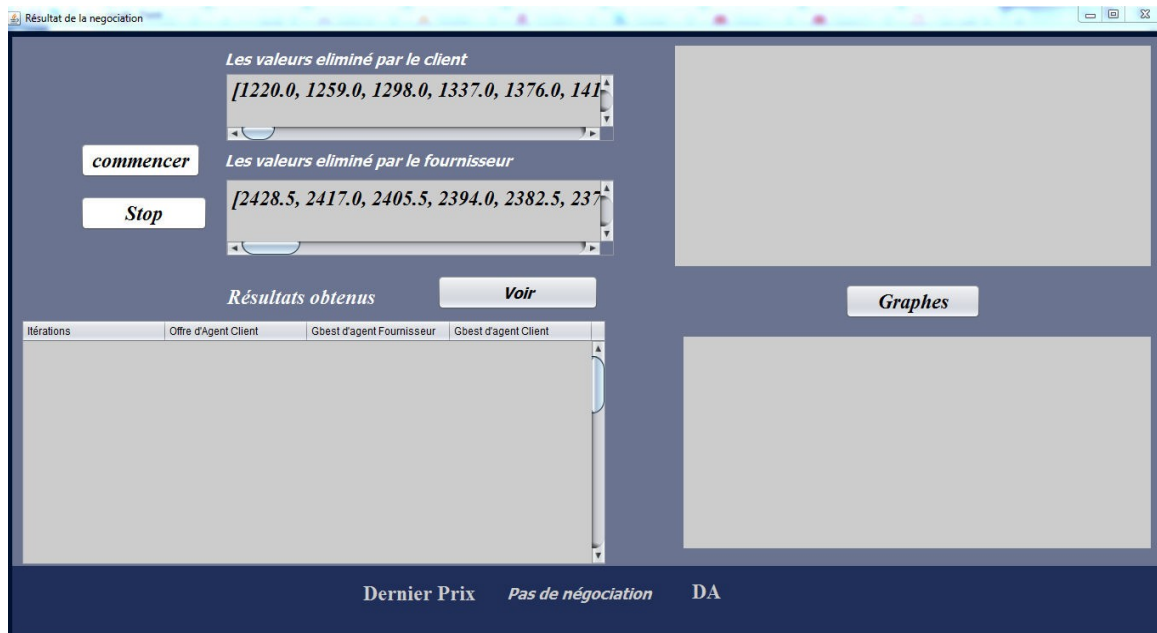 Résultat de la negociation
Les valeurs eliminé par le client
[1220.0, 1259.0, 1298.0, 1337.0, 1376.0, 141
commencer
Les valeurs eliminé par le fournisseur
Stop
[2428.5, 2417.0, 2405.5, 2394.0, 2382.5, 237
Résultats obtenus
Voir
Graphes
Itérations Offre d'Agent Client Gbest d'agent Fournisseur Gbest d'agent Client
Dernier Prix Pas de négociation DA